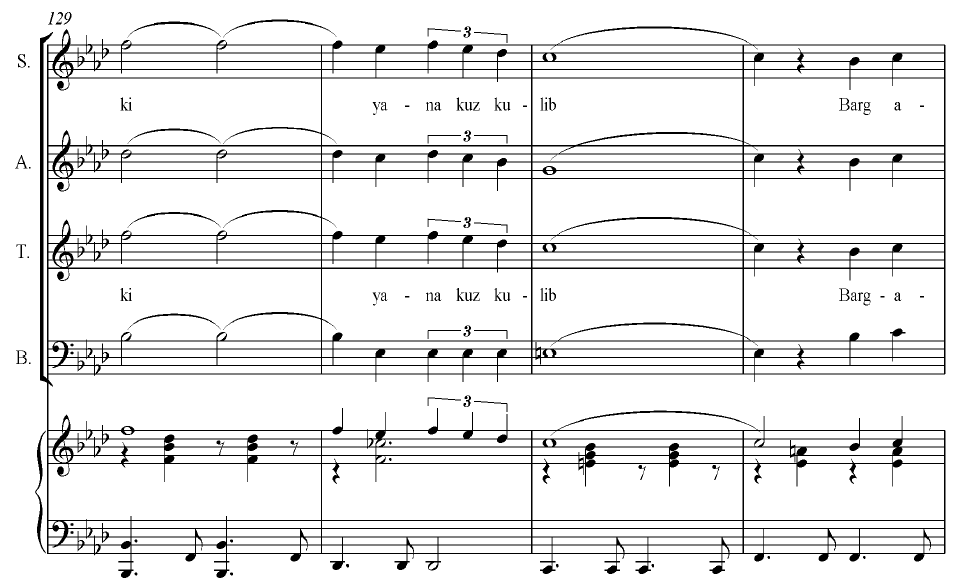 129
S.
3
ki ya - na kuz ku - lib Barg a -
A.
3
T.
3
ki ya - na kuz ku - lib Barg - a -
B.
3
3